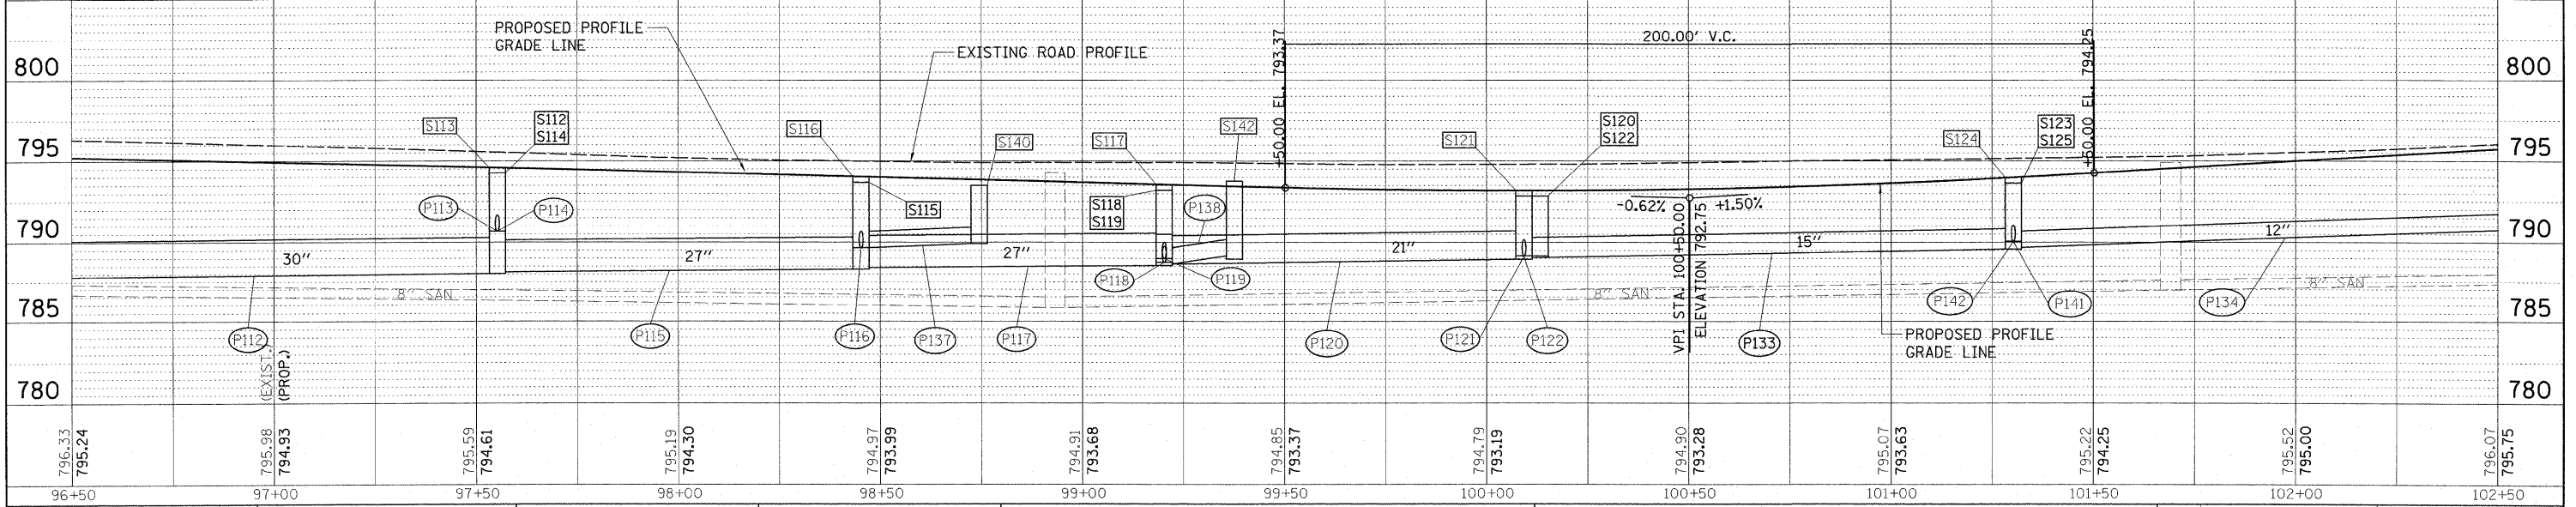 PROPOSED PROFILE
GRADE LINE
EXISTING ROAD PROFILE
200.00' V.C.
+50.00 EL. 793.37
+50.00 EL. 794.25
800
800
S113
S112
S114
S116
S140
S117
S142
S121
S120
S122
S124
S123
S125
795
795
P113
P114
S115
S118
S119
P138
-0.62%
+1.50%
790
790
30"
27"
27"
21"
15"
12"
P118
P119
8" SAN
8" SAN
8" SAN
P142
P141
P134
785
785
P112
P115
P116
P137
P117
P120
P121
P122
VPI STA. 100+50.00
ELEVATION 792.75
P133
PROPOSED PROFILE
GRADE LINE
(EXIST.)
(PROP.)
780
780
796.33
795.24
795.98
794.93
795.59
794.61
795.19
794.30
794.97
793.99
794.91
793.68
794.85
793.37
794.79
793.19
794.90
793.28
795.07
793.63
795.22
794.25
795.52
795.00
796.07
795.75
96+50
97+00
97+50
98+00
98+50
99+00
99+50
100+00
100+50
101+00
101+50
102+00
102+50